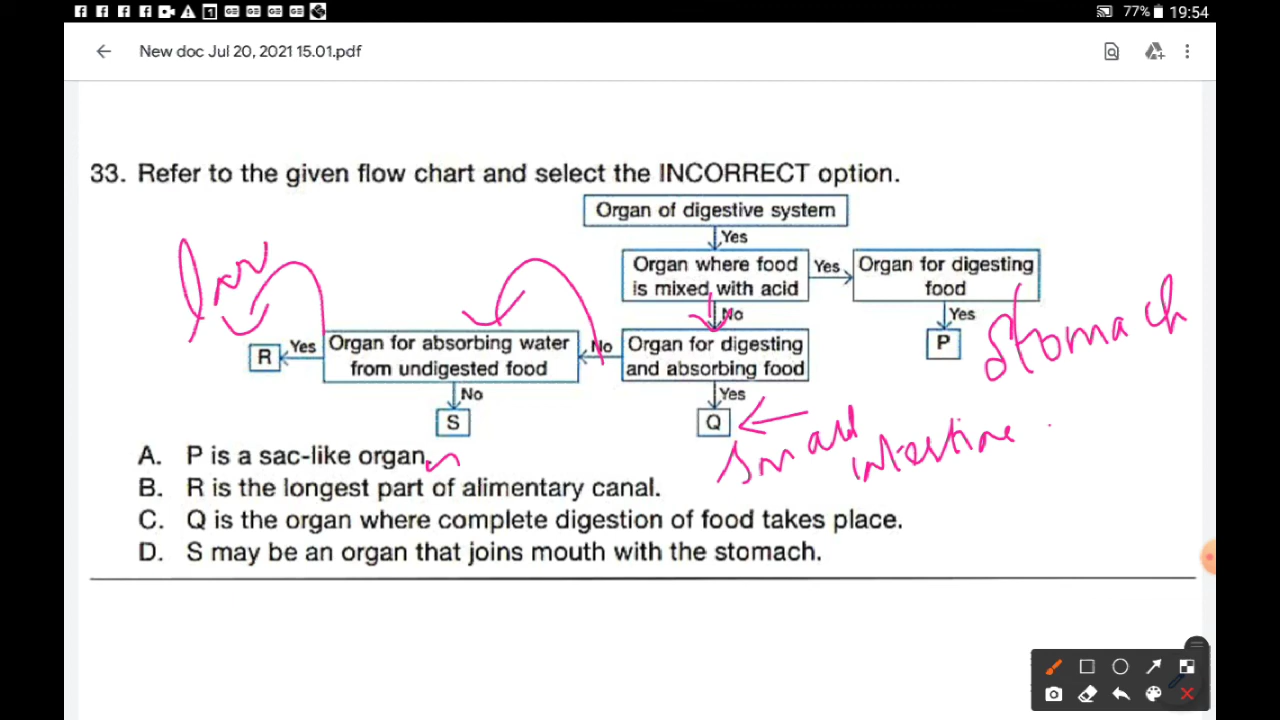 77% 19:54
New doc Jul 20, 2021 15.01.pdf
33. Refer to the given flow chart and select the INCORRECT option.
Organ of digestive system
Yes
Organ where food
is mixed with acid
Yes
Organ for digesting
food
No
Yes
P
Stomach
Organ for digesting
and absorbing food
No
Organ for absorbing water
from undigested food
Yes
R
No
S
Yes
Q
small
intestine
A. P is a sac-like organ.
B. R is the longest part of alimentary canal.
C. Q is the organ where complete digestion of food takes place.
D. S may be an organ that joins mouth with the stomach.